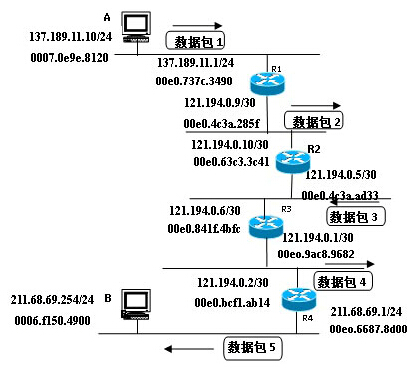 A
137.189.11.10/24
0007.0e9e.8120
数据包 1
137.189.11.1/24
00e0.737c.3490
R1
121.194.0.9/30
00e0.4c3a.285f
数据包 2
121.194.0.10/30
00e0.63c3.3c41
R2
121.194.0.5/30
00e0.4c3a.ad33
数据包 3
121.194.0.6/30
00e0.841f.4bfc
R3
121.194.0.1/30
00eo.9ac8.9682
数据包 4
121.194.0.2/30
00e0.bcf1.ab14
R4
211.68.69.254/24
0006.f150.4900
B
211.68.69.1/24
00eo.6687.8d00
数据包 5